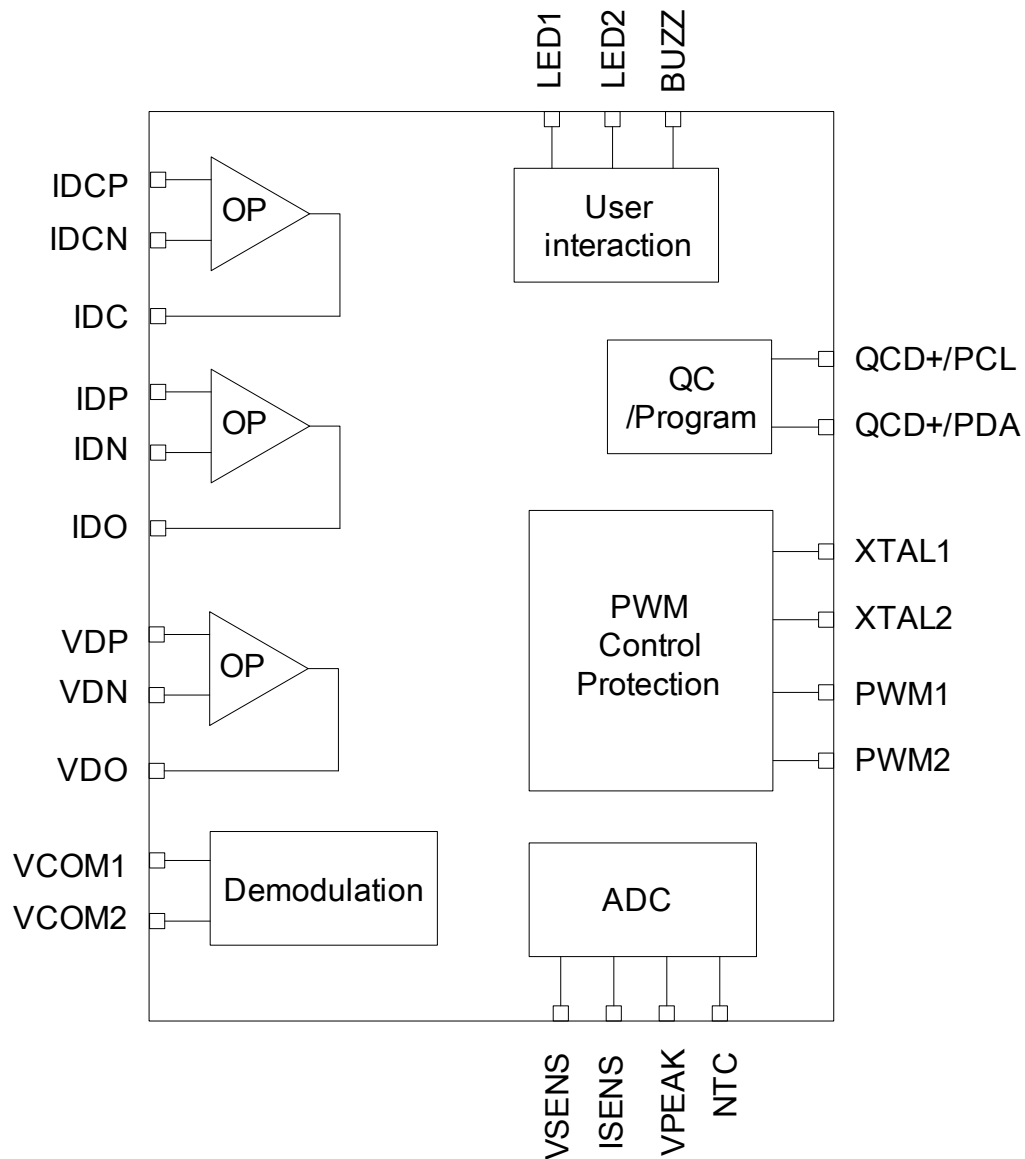 LED1
LED2
BUZZ
IDCP
IDCN
IDC
OP
User
interaction
IDP
IDN
IDO
OP
QC
/Program
QCD+/PCL
QCD+/PDA
VDP
VDN
VDO
OP
PWM
Control
Protection
XTAL1
XTAL2
PWM1
PWM2
VCOM1
VCOM2
Demodulation
ADC
VSENS
ISENS
VPEAK
NTC